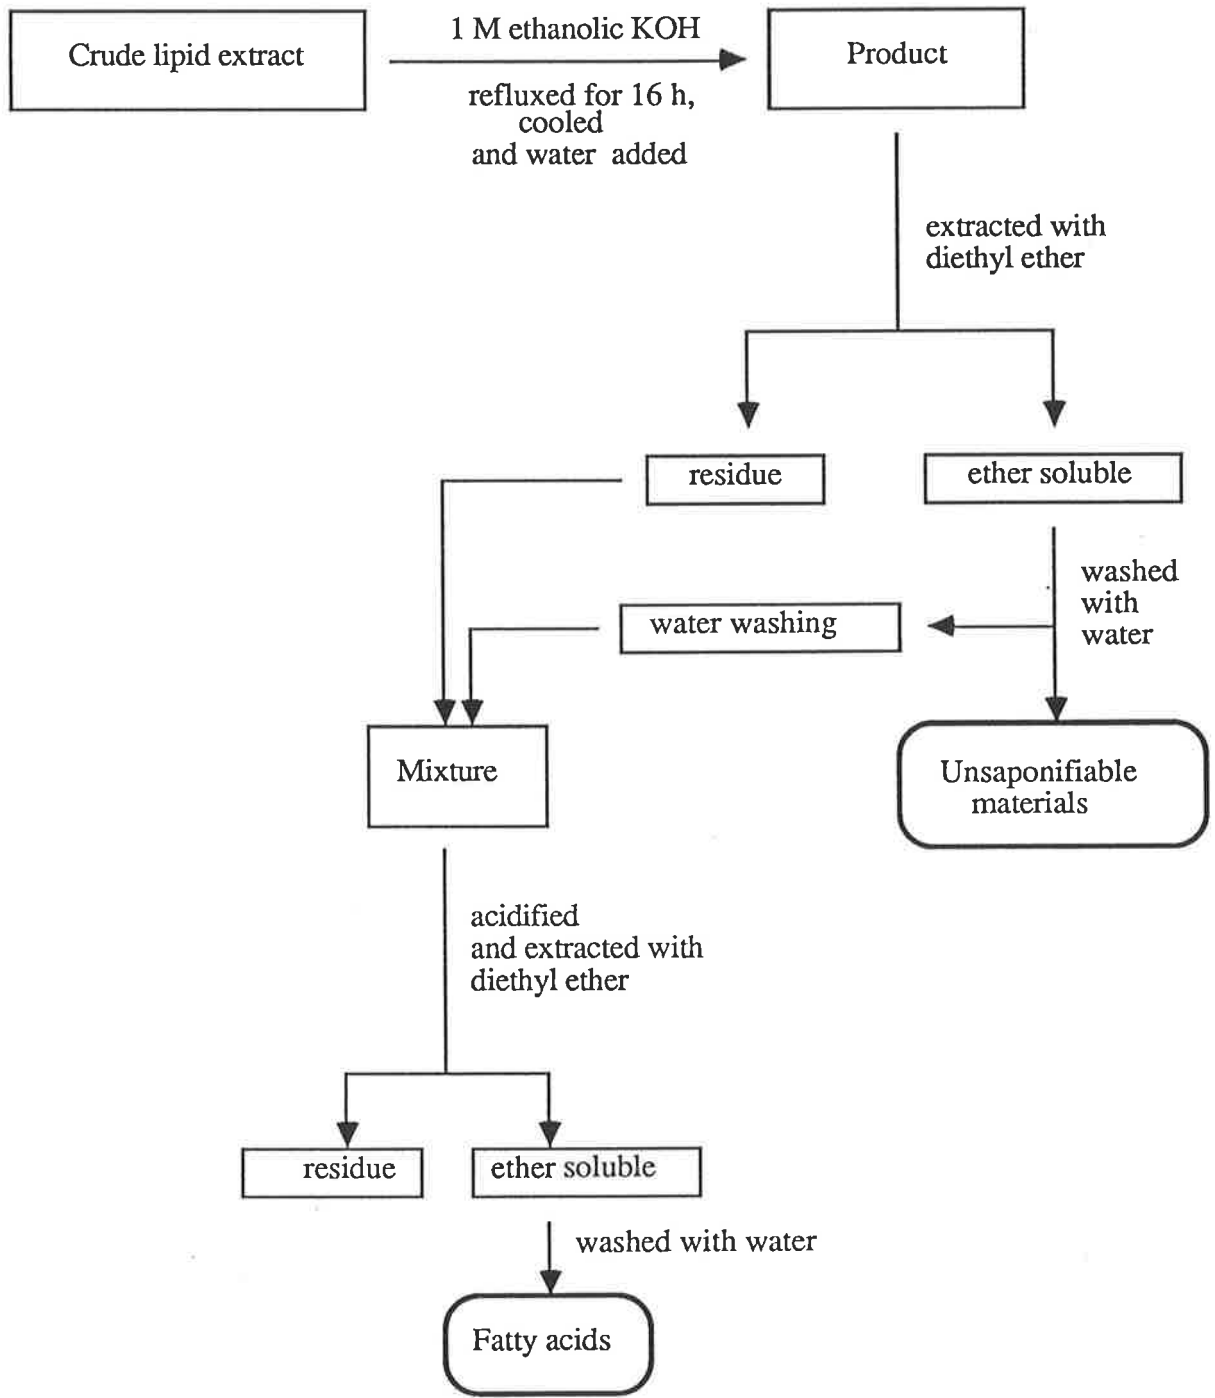 Crude lipid extract
1 M ethanolic KOH
refluxed for 16 h,
cooled
and water added
Product
extracted with
diethyl ether
residue
ether soluble
washed
with
water
water washing
Mixture
Unsaponifiable
materials
acidified
and extracted with
diethyl ether
residue
ether soluble
washed with water
Fatty acids